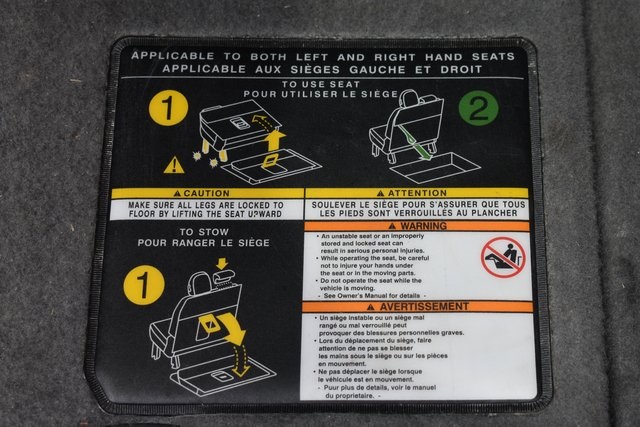 APPLICABLE TO BOTH LEFT AND RIGHT HAND SEATS
APPLICABLE AUX SIÈGES GAUCHE ET DROIT
TO USE SEAT
POUR UTILISER LE SIÈGE
1
2
CAUTION
MAKE SURE ALL LEGS ARE LOCKED TO
FLOOR BY LIFTING THE SEAT U?WARD
ATTENTION
SOULEVER LE SIÈGE POUR S'ASSURER QUE TOUS
LES PIEDS SONT VERROUILLÉS AU PLANCHER
TO STOW
POUR RANGER LE SIÈGE
1
WARNING
• An unstable seat or an improperly
stored and locked seat can
result in serious personal injuries.
• While operating the seat, be careful
not to injure your hands under
the seat or in the moving parts.
• Do not operate the seat while the
vehicle is moving.
- See Owner's Manual for details -
AVERTISSEMENT
• Un siège instable ou un siège mal
rangé ou mal verrouillé peut
provoquer des blessures personnelles graves.
• Lors du déplacement du siège, faire
attention de ne pas se blesser
les mains sous le siège ou sur les pièces
en mouvement.
• Ne pas déplacer le siège lorsque
le véhicule est en mouvement.
- Pour plus de détails, voir le manuel
du proprietaire. -